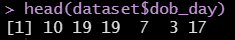 > head(dataset$dob_day)
[1] 10 19 19  7  3 17